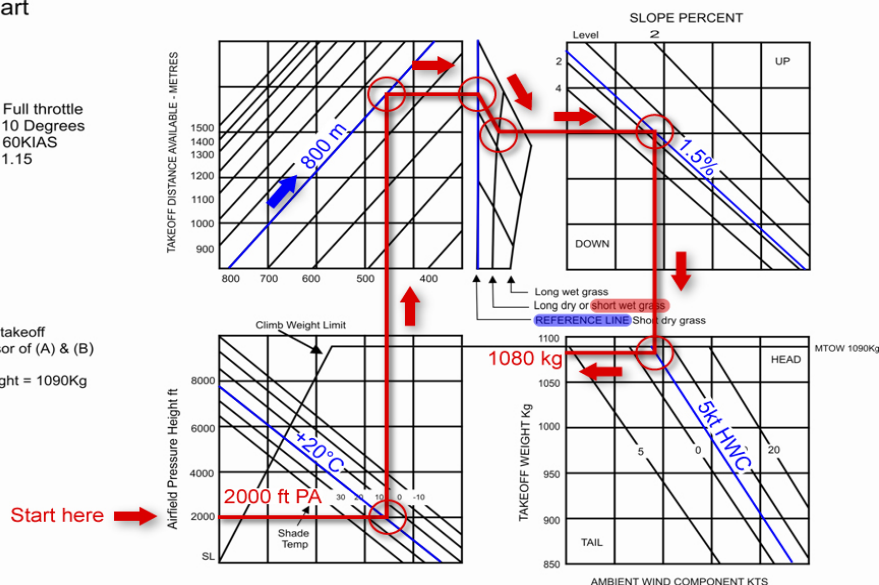 art
SLOPE PERCENT
Level
2
2
4
UP
DOWN
1.5%
Full throttle
10 Degrees
60KIAS
1.15
TAKEOFF DISTANCE AVAILABLE - METRES
1500
1400
1300
1200
1100
1000
900
800 m
800 700 600 500 400
Long wet grass
Long dry or short wet grass
REFERENCE LINE Short dry grass
takeoff
sor of (A) & (B)
ght = 1090Kg
Climb Weight Limit
Airfield Pressure Height ft
8000
6000
4000
2000
SL
+20°C
2000 ft PA
30 20 10 0 -10
Shade
Temp
Start here
1080 kg
TAKEOFF WEIGHT Kg
1100
1050
1000
950
900
850
MTOW 1090Kg
HEAD
5kt HWC
5 0 20
TAIL
AMBIENT WIND COMPONENT KTS